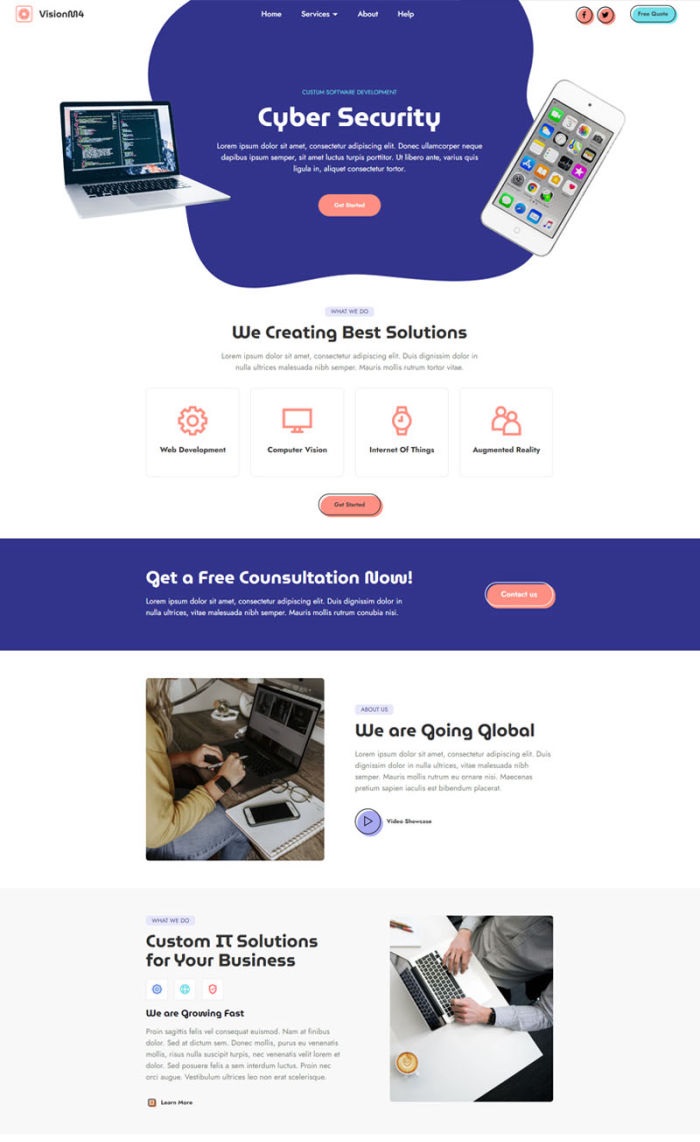 VisionM4
Home Services About Help
Free Quote
CUSTUM SOFTWARE DEVELOPMENT
Cyber Security
Lorem ipsum dolor sit amet, consectetur adipiscing elit. Donec ullamcorper neque
dapibus ipsum semper, sit amet luctus turpis porttitor. Ut libero ante, varius quis
ligula in, aliquet consectetur tortor.
Get Started
WHAT WE DO
We Creating Best Solutions
Lorem ipsum dolor sit amet, consectetur adipiscing elit. Duis dignissim dolor in
nulla ultrices malesuada nibh semper. Mauris mollis rutrum tortor vitae.
Web Development
Computer Vision
Internet Of Things
Augmented Reality
Get Started
Get a Free Counsultation Now!
Lorem ipsum dolor sit amet, consectetur adipiscing elit. Duis dignissim dolor in
nulla ultrices, vitae malesuada nibh semper. Mauris mollis rutrum conubia nisi.
Contact us
ABOUT US
We are Going Global
Lorem ipsum dolor sit amet, consectetur adipiscing elit. Duis
dignissim dolor in nulla ultrices, vitae malesuada nibh
semper. Mauris mollis rutrum eu ornare nisi. Maecenas
pretium sapien iaculis est bibendum placerat.
Video Showcase
WHAT WE DO
Custom IT Solutions
for Your Business
We are Growing Fast
Proin sagittis felis vel consequat euismod. Nam at finibus
dolor. Sed at dictum sem. Donec mollis, purus eu venenatis
mollis, risus nulla suscipit turpis, nec venenatis velit lorem et
dolor. Sed posuere felis a sem interdum luctus. Proin nec
orci augue. Vestibulum ultrices leo non erat scelerisque.
Learn More